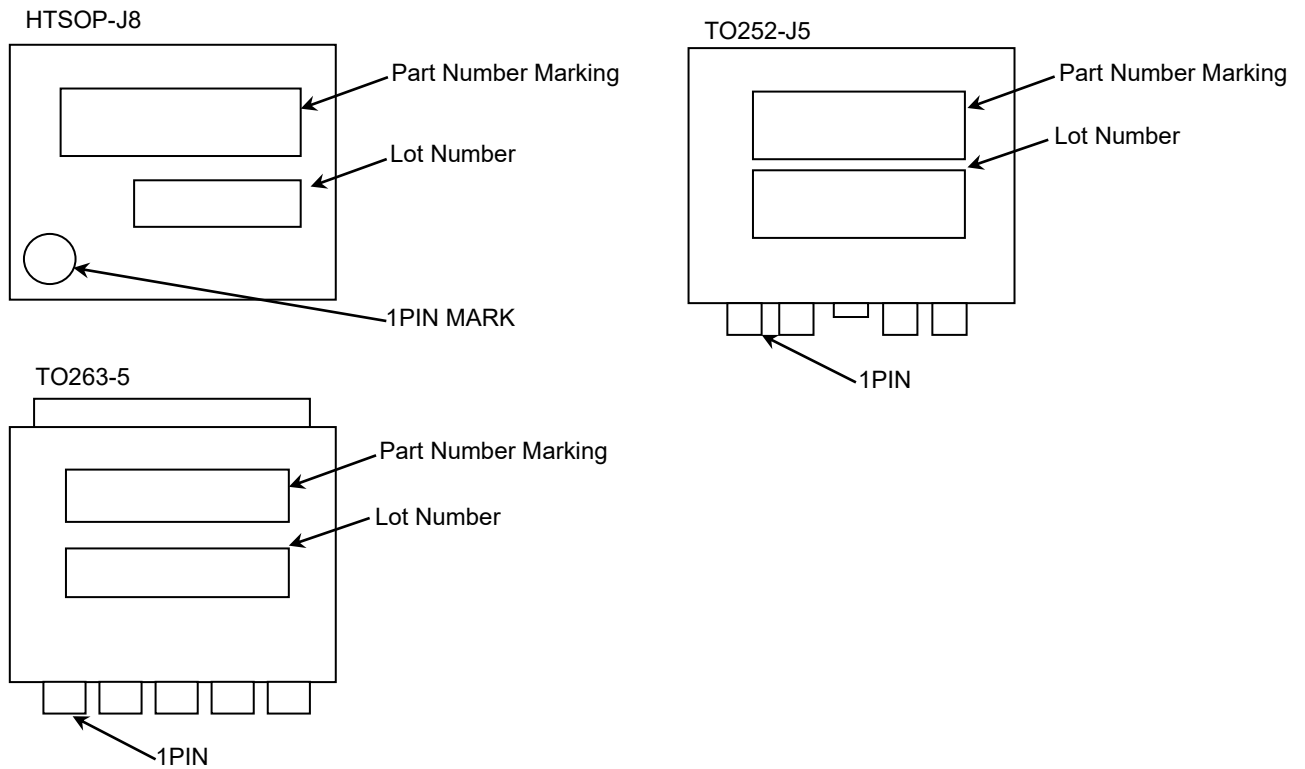 HTSOP-J8
Part Number Marking
Lot Number
1PIN MARK
TO252-J5
Part Number Marking
Lot Number
1PIN
TO263-5
Part Number Marking
Lot Number
1PIN